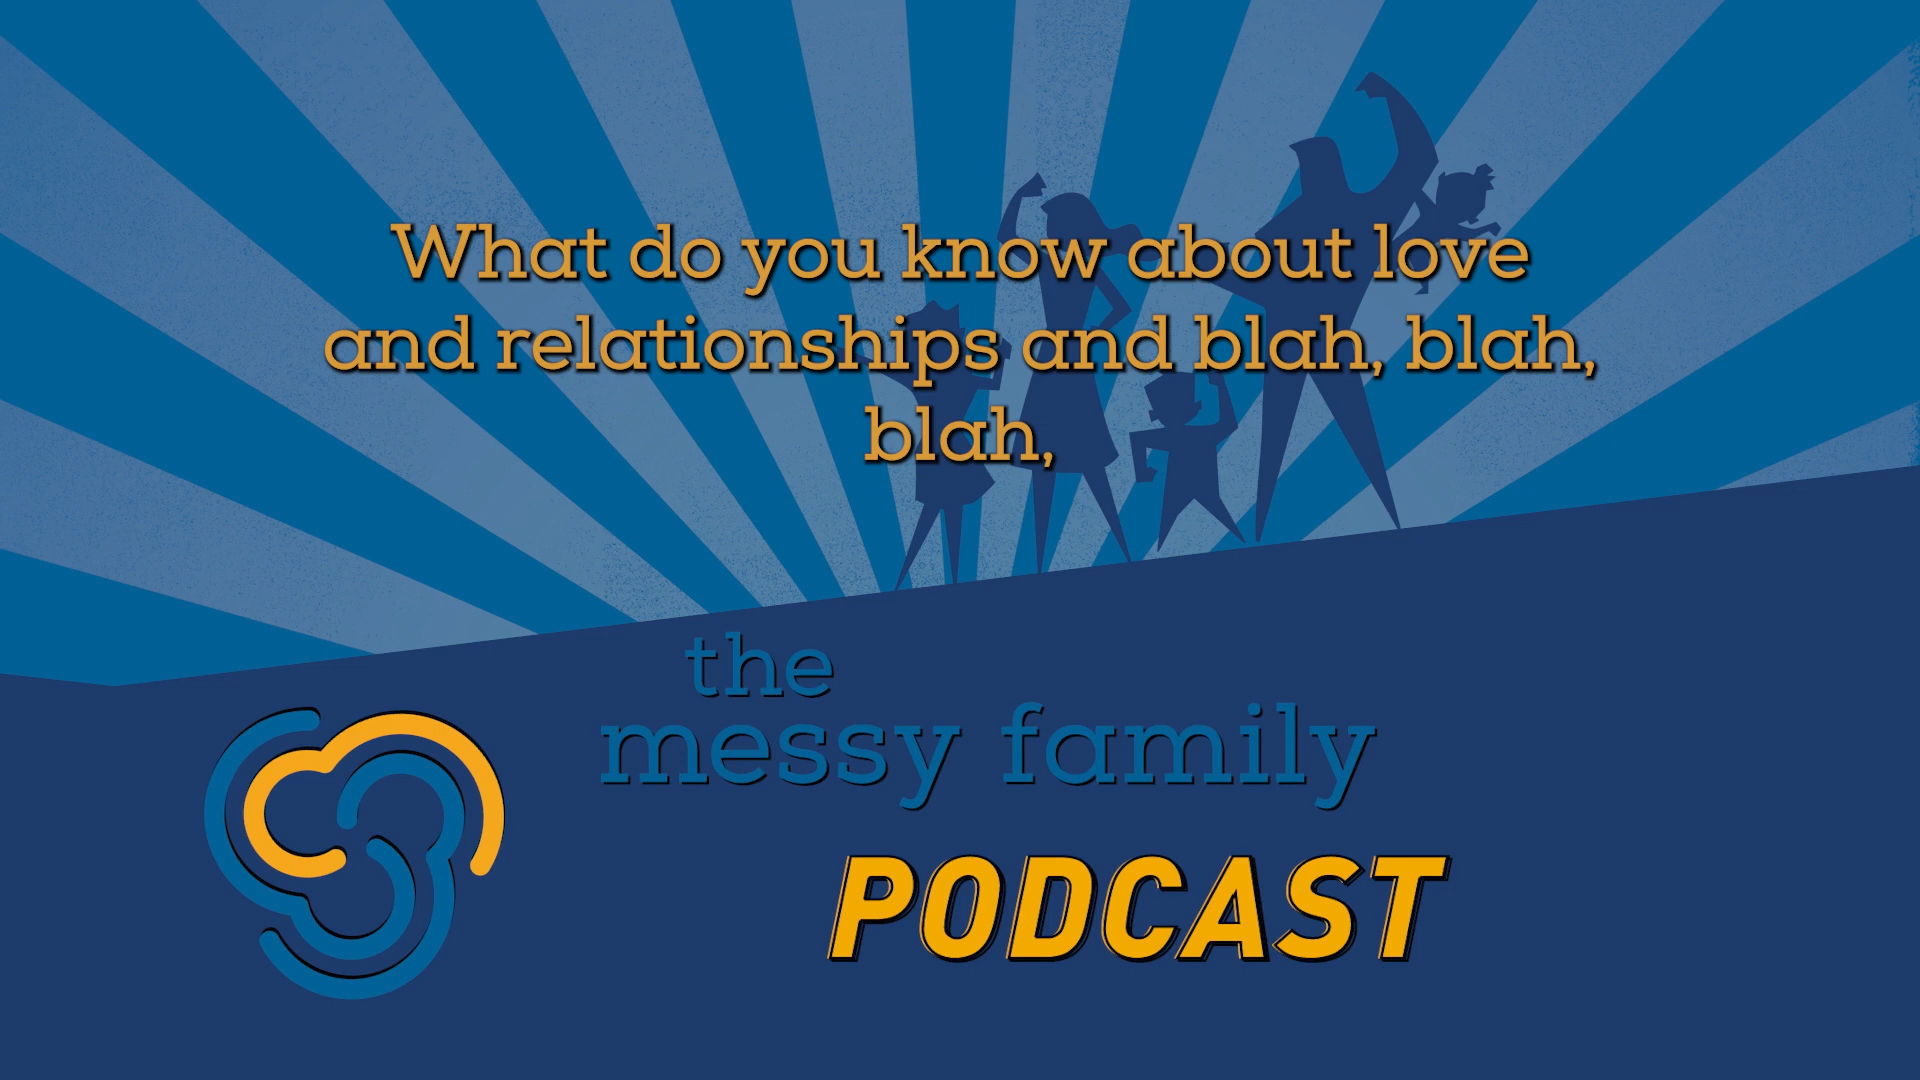 What do you know about love
and relationships and blah, blah,
blah,
the
messy family
PODCAST